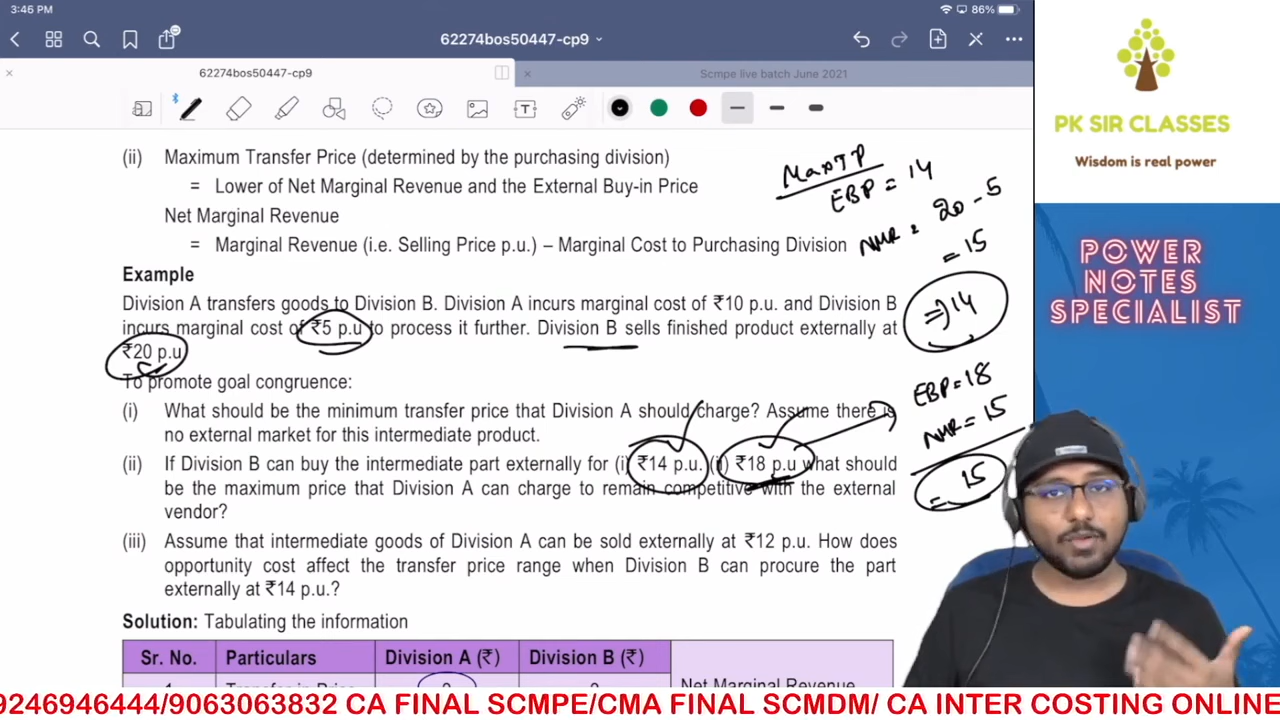 3:45 PM
86%
62274bos50447-cp9
62274bos50447-cp9
Scmpe live batch June 2021
(ii) Maximum Transfer Price (determined by the purchasing division)
= Lower of Net Marginal Revenue and the External Buy-in Price
Net Marginal Revenue
= Marginal Revenue (i.e. Selling Price p.u.) – Marginal Cost to Purchasing Division
Example
Division A transfers goods to Division B. Division A incurs marginal cost of ₹10 p.u. and Division B
incurs marginal cost of ₹5 p.u to process it further. Division B sells finished product externally at
₹20 p.u
To promote goal congruence:
(i) What should be the minimum transfer price that Division A should charge? Assume there is
no external market for this intermediate product.
(ii) If Division B can buy the intermediate part externally for (i) ₹14 p.u. (ii) ₹18 p.u what should
be the maximum price that Division A can charge to remain competitive with the external
vendor?
(iii) Assume that intermediate goods of Division A can be sold externally at ₹12 p.u. How does
opportunity cost affect the transfer price range when Division B can procure the part
externally at ₹14 p.u.?
Solution: Tabulating the information
Sr. No. Particulars Division A (₹) Division B (₹)
Net Marginal Revenue
Max TP
EBP = 14
NMR = 20 - 5
= 15
=) 14
EBP = 18
NMR = 15
= 15
PK SIR CLASSES
Wisdom is real power
POWER
NOTES
SPECIALIST
9246946444/9063063832 CA FINAL SCMPE/CMA FINAL SCMDM/ CA INTER COSTING ONLINE